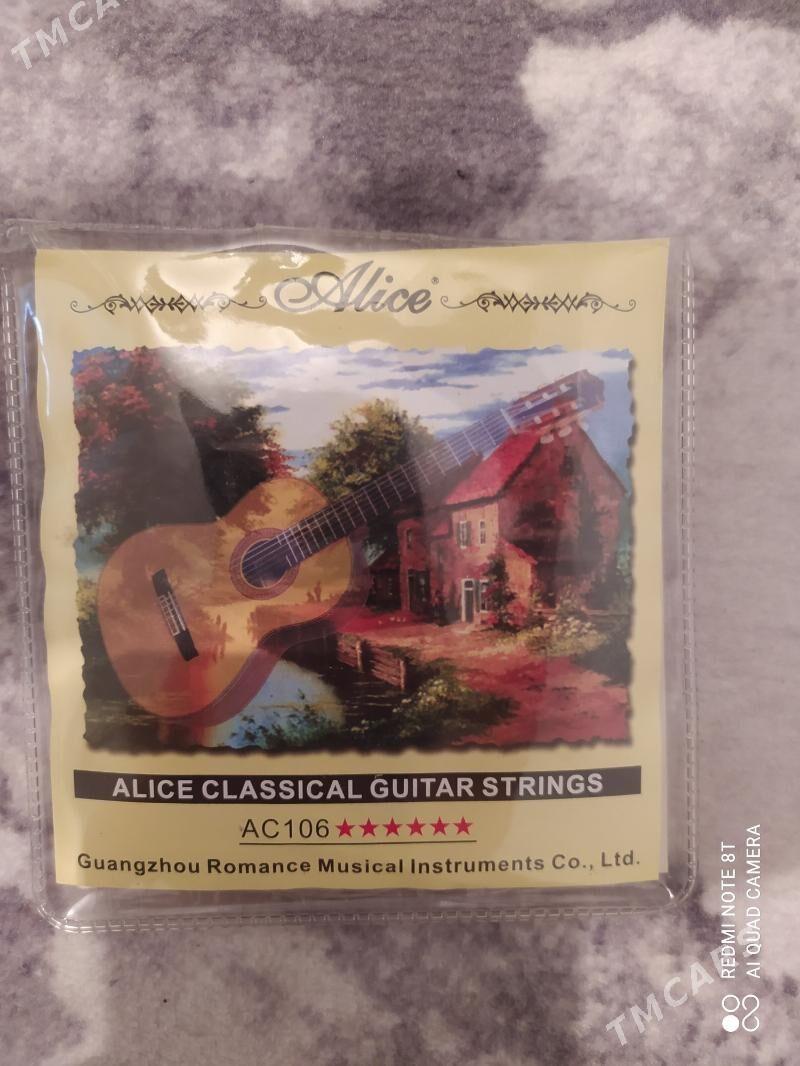 TMCA
Alice®
ALICE CLASSICAL GUITAR STRINGS
AC106★★★★★★
Guangzhou Romance Musical Instruments Co., Ltd.
REDMI NOTE 8T
AI QUAD CAMERA
TMCA